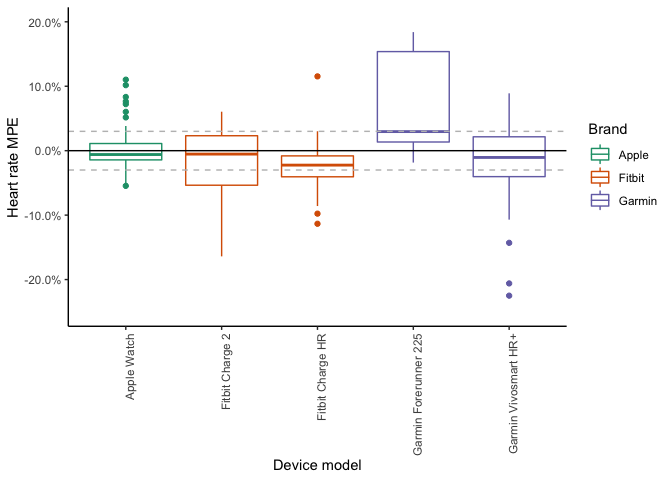 20.0%
10.0%
0.0%
-10.0%
-20.0%
Heart rate MPE
Apple Watch
Fitbit Charge 2
Fitbit Charge HR
Garmin Forerunner 225
Garmin Vivosmart HR+
Device model
Brand
Apple
Fitbit
Garmin